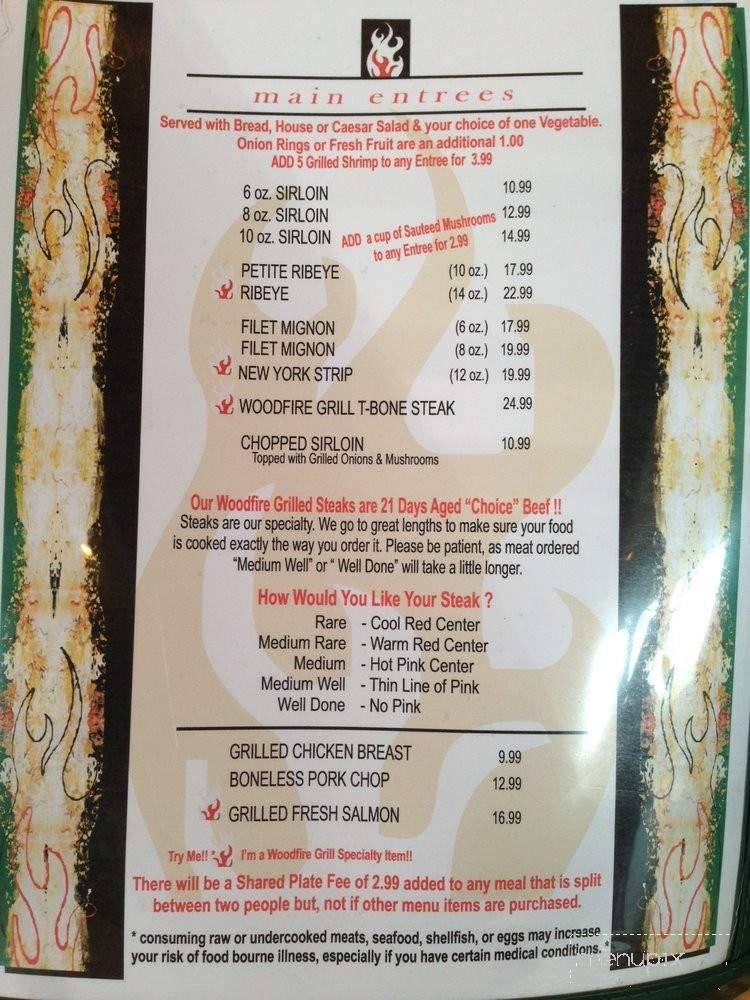 main entrees
Served with Bread, House or Caesar Salad & your choice of one Vegetable.
Onion Rings or Fresh Fruit are an additional 1.00
ADD 5 Grilled Shrimp to any Entree for 3.99
6 oz. SIRLOIN 10.99
8 oz. SIRLOIN 12.99
10 oz. SIRLOIN 14.99
ADD a cup of Sauteed Mushrooms
to any Entree for 2.99
PETITE RIBEYE (10 oz.) 17.99
RIBEYE (14 oz.) 22.99
FILET MIGNON (6 oz.) 17.99
FILET MIGNON (8 oz.) 19.99
NEW YORK STRIP (12 oz.) 19.99
WOODFIRE GRILL T-BONE STEAK 24.99
CHOPPED SIRLOIN 10.99
Topped with Grilled Onions & Mushrooms
Our Woodfire Grilled Steaks are 21 Days Aged “Choice” Beef !!
Steaks are our specialty. We go to great lengths to make sure your food
is cooked exactly the way you order it. Please be patient, as meat ordered
“Medium Well” or “ Well Done” will take a little longer.
How Would You Like Your Steak ?
Rare - Cool Red Center
Medium Rare - Warm Red Center
Medium - Hot Pink Center
Medium Well - Thin Line of Pink
Well Done - No Pink
GRILLED CHICKEN BREAST 9.99
BONELESS PORK CHOP 12.99
GRILLED FRESH SALMON 16.99
Try Me!! * I'm a Woodfire Grill Specialty Item!!
There will be a Shared Plate Fee of 2.99 added to any meal that is split
between two people but, not if other menu items are purchased.
* consuming raw or undercooked meats, seafood, shellfish, or eggs may increase
your risk of food bourne illness, especially if you have certain medical conditions. *
menupix